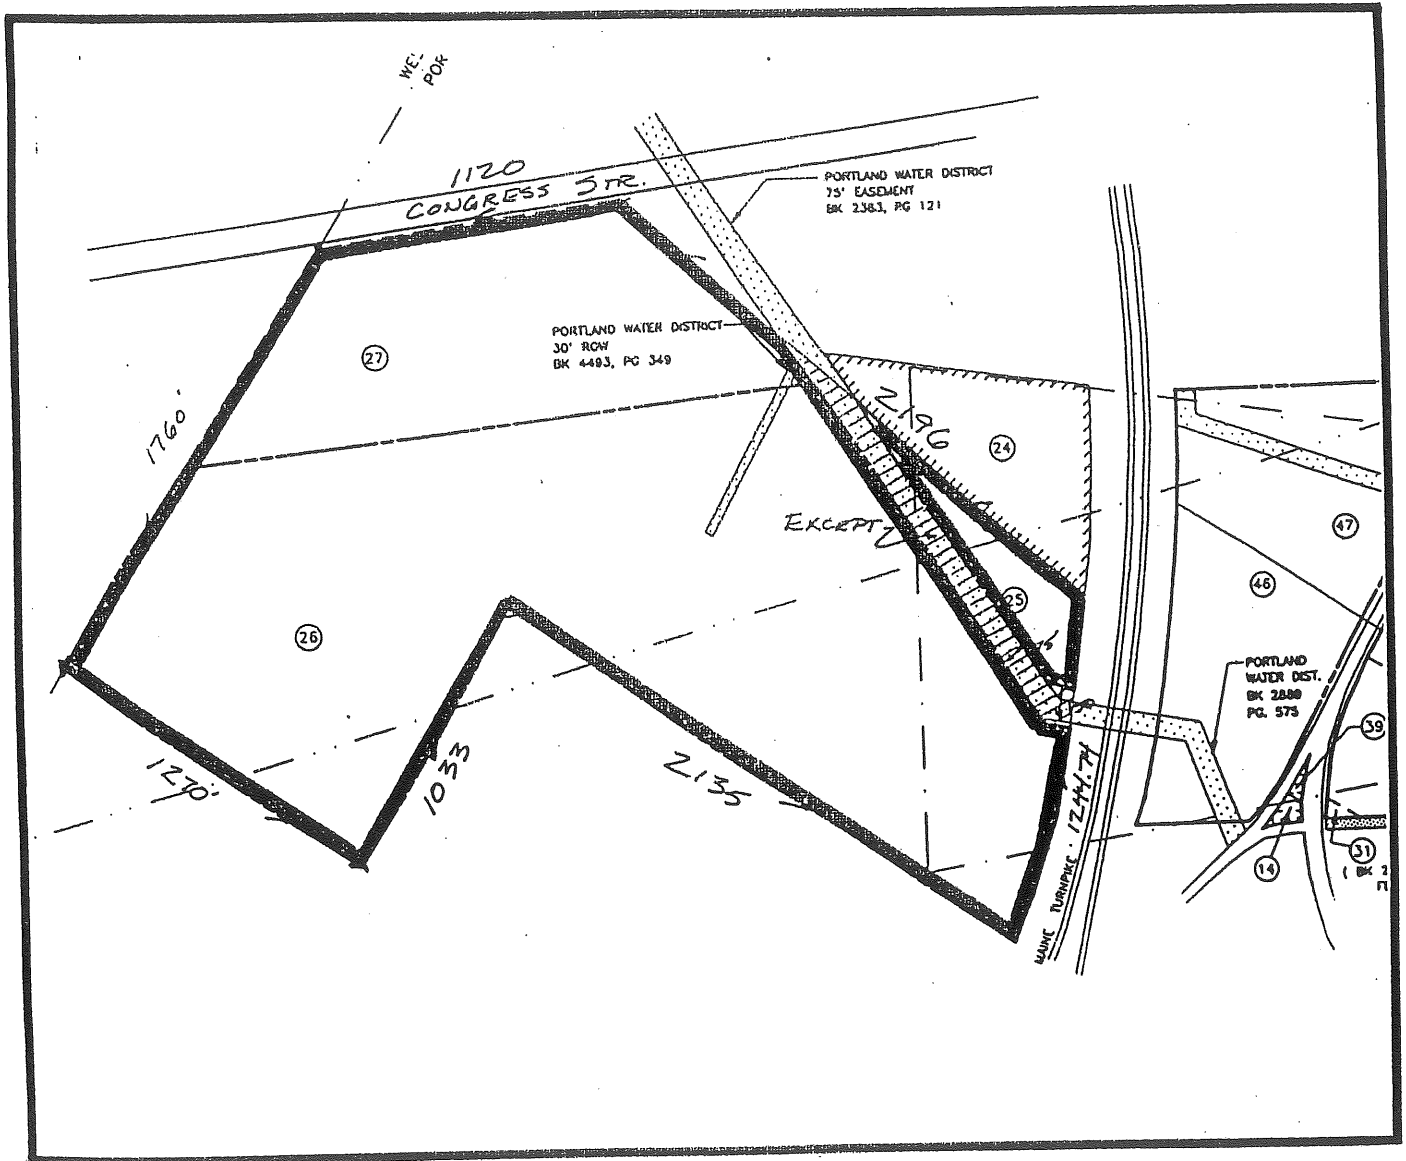 WE
POR
1120
CONGRESS STR.
PORTLAND WATER DISTRICT
75' EASEMENT
BK 2383, PG 121
PORTLAND WATER DISTRICT
30' ROW
BK 4493, PG 349
27
1760'
2196
24
EXCEPT
47
46
25
26
75'
PORTLAND
WATER DIST.
BK 2880
PG. 575
39
1270'
1033
2135
MAINE TURNPIKE
1244.74
14
31
( BK 2